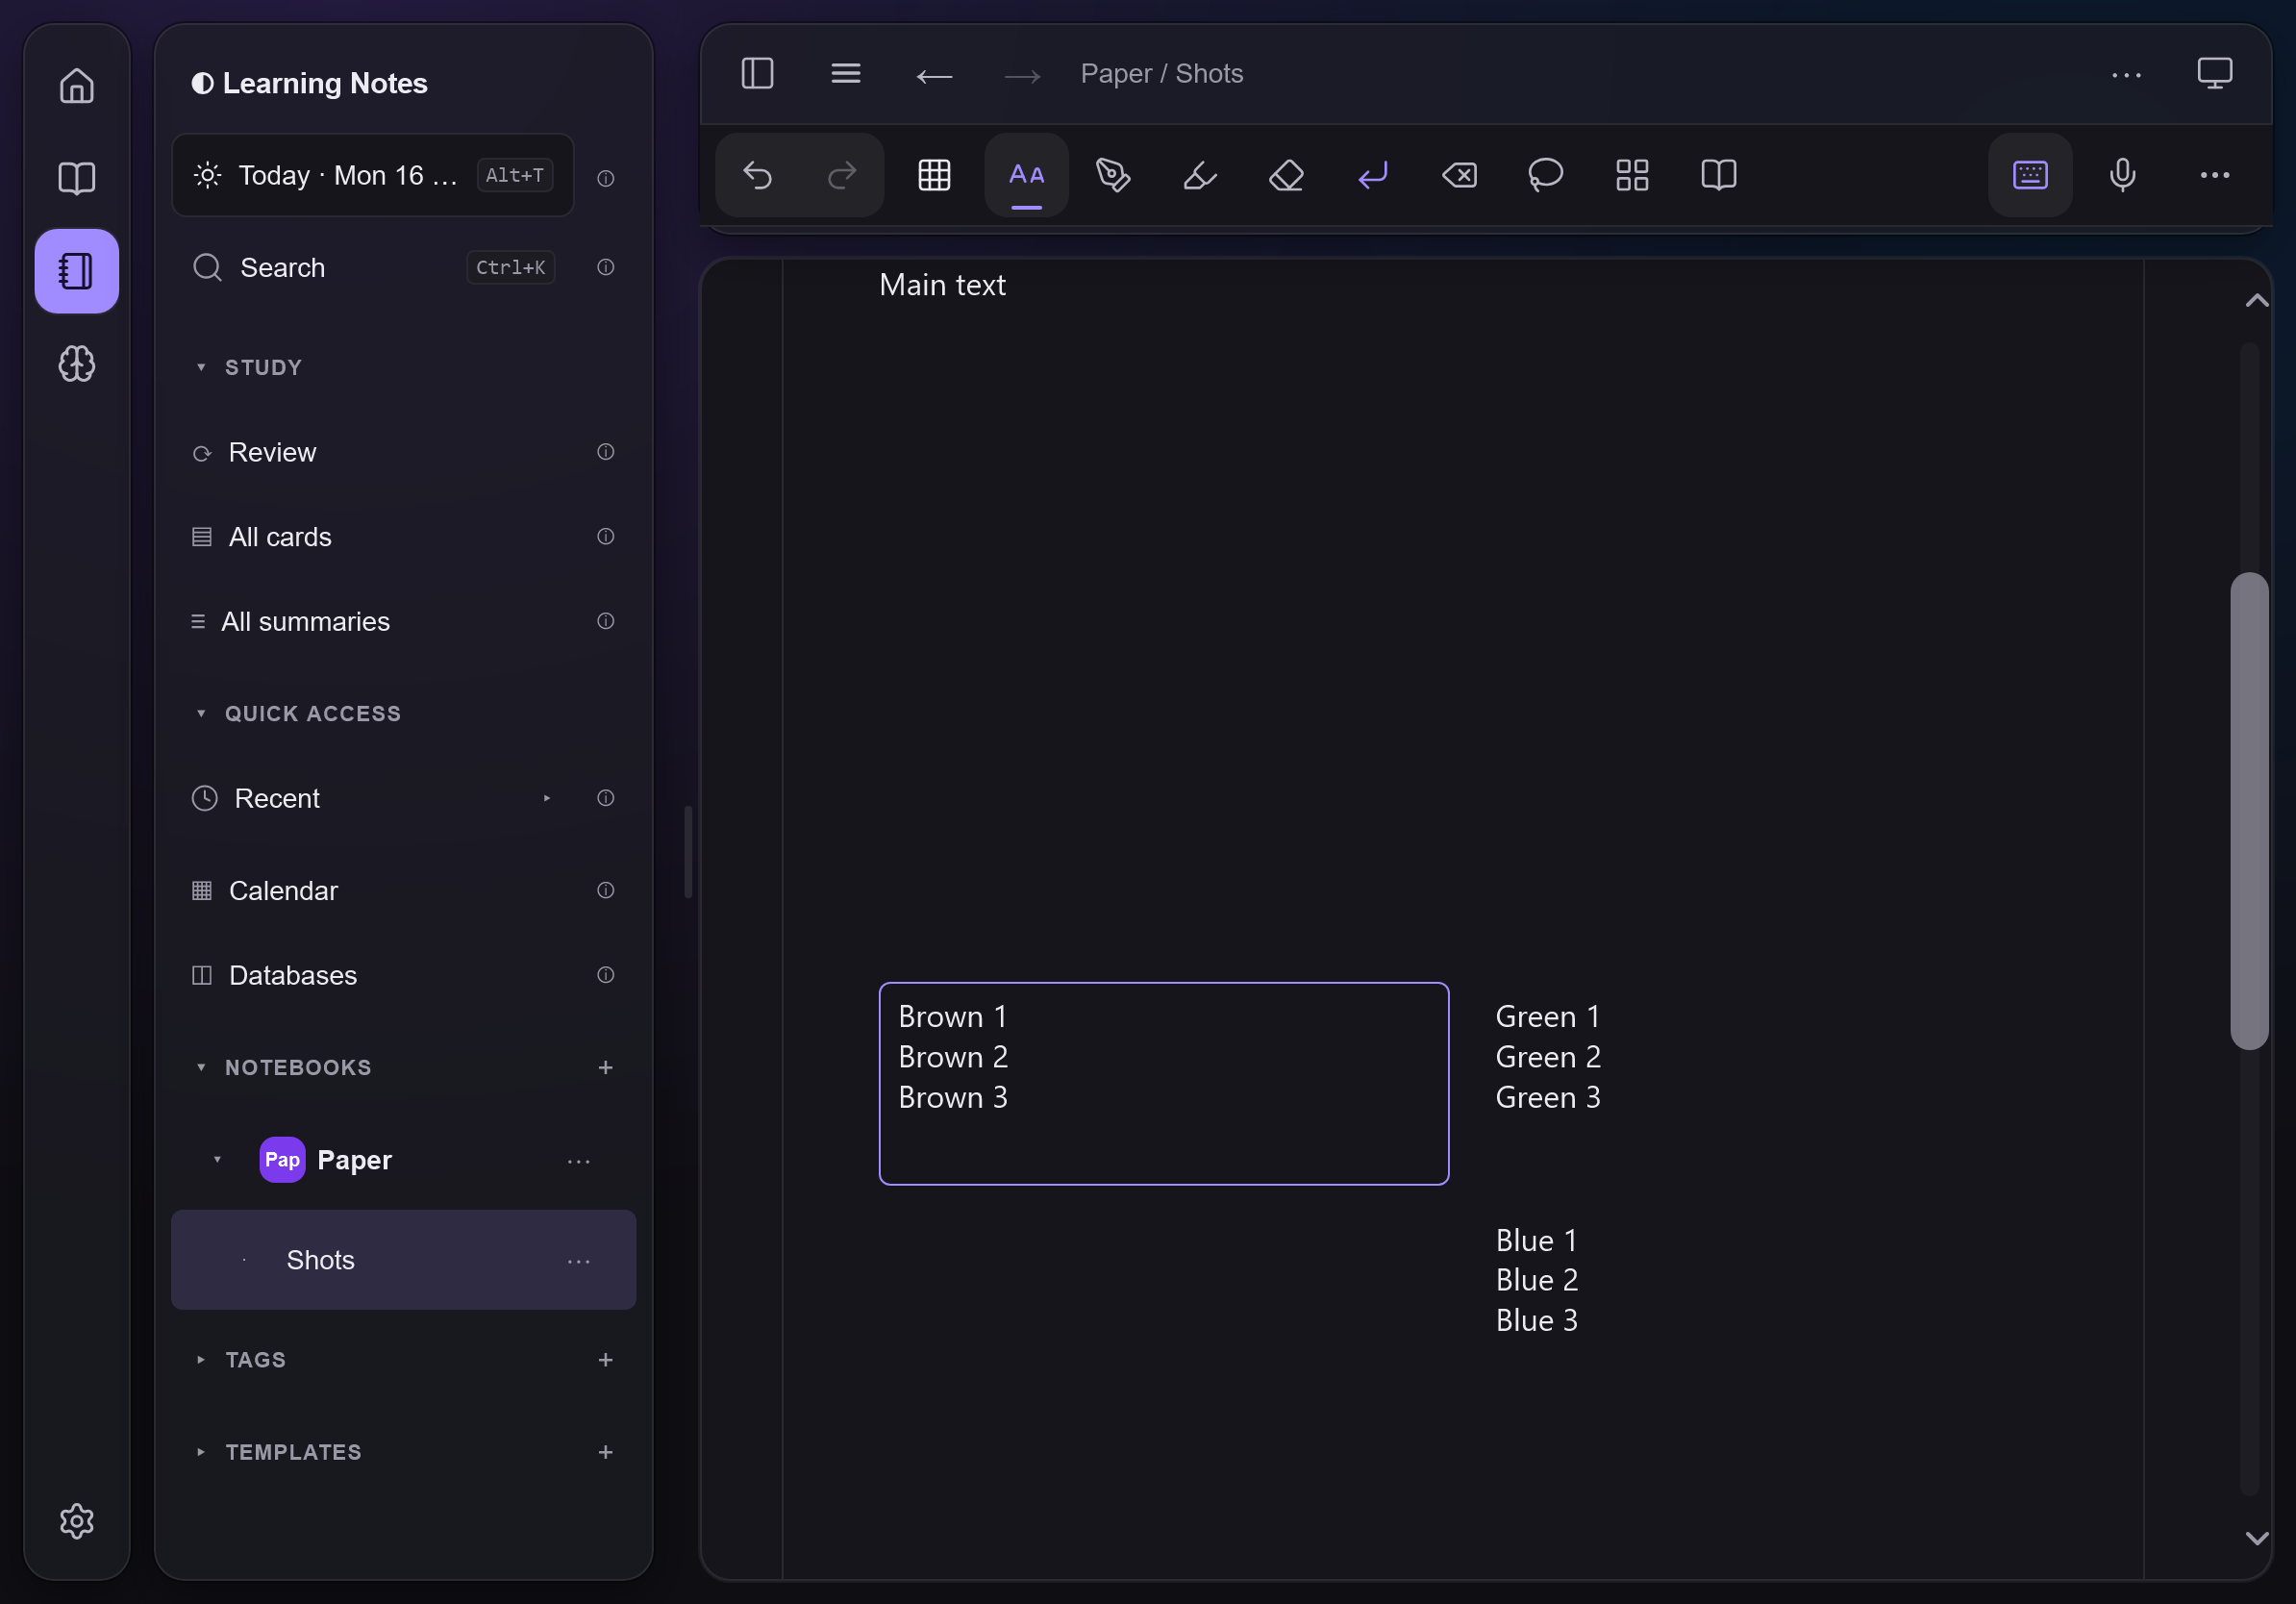 Learning Notes
Today · Mon 16 … Alt+T
Search Ctrl+K
STUDY
Review
All cards
All summaries
QUICK ACCESS
Recent
Calendar
Databases
NOTEBOOKS
Pap Paper
Shots
TAGS
TEMPLATES
Paper / Shots
AA
Main text
Brown 1
Brown 2
Brown 3
Green 1
Green 2
Green 3
Blue 1
Blue 2
Blue 3